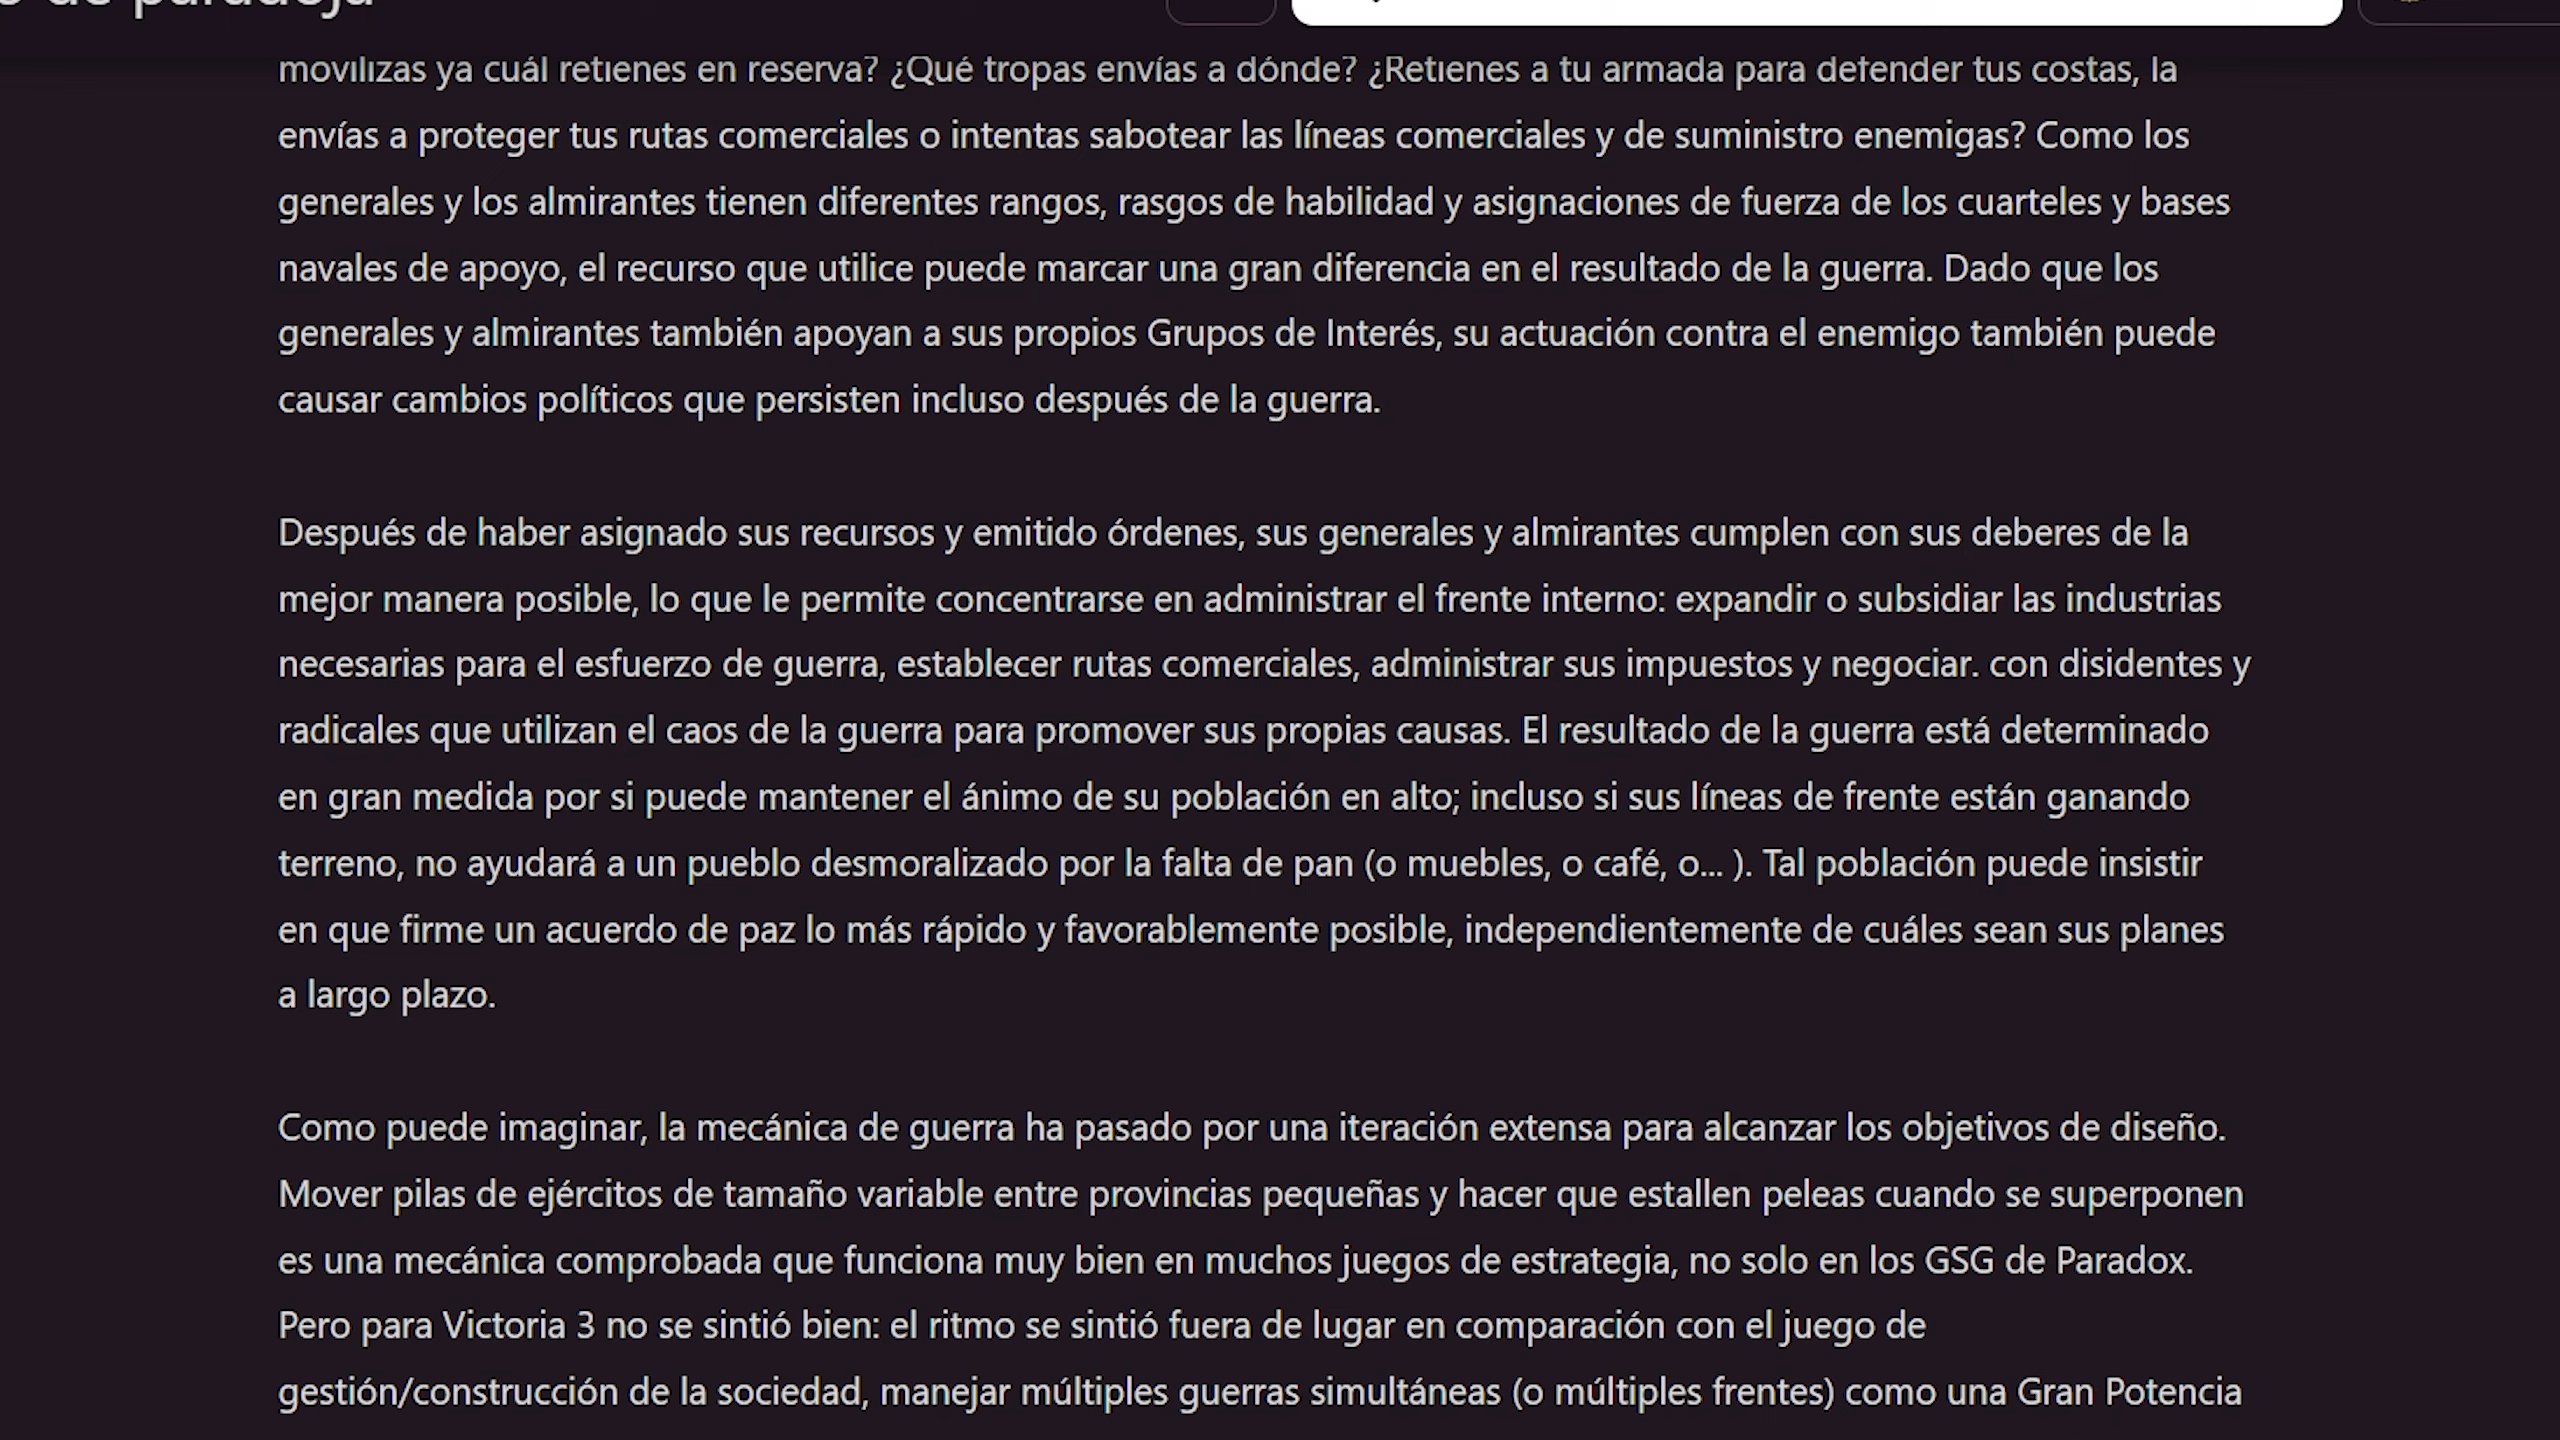 de paradoja
movilizas ya cuál retienes en reserva? ¿Qué tropas envías a dónde? ¿Retienes a tu armada para defender tus costas, la
envías a proteger tus rutas comerciales o intentas sabotear las líneas comerciales y de suministro enemigas? Como los
generales y los almirantes tienen diferentes rangos, rasgos de habilidad y asignaciones de fuerza de los cuarteles y bases
navales de apoyo, el recurso que utilice puede marcar una gran diferencia en el resultado de la guerra. Dado que los
generales y almirantes también apoyan a sus propios Grupos de Interés, su actuación contra el enemigo también puede
causar cambios políticos que persisten incluso después de la guerra.
Después de haber asignado sus recursos y emitido órdenes, sus generales y almirantes cumplen con sus deberes de la
mejor manera posible, lo que le permite concentrarse en administrar el frente interno: expandir o subsidiar las industrias
necesarias para el esfuerzo de guerra, establecer rutas comerciales, administrar sus impuestos y negociar. con disidentes y
radicales que utilizan el caos de la guerra para promover sus propias causas. El resultado de la guerra está determinado
en gran medida por si puede mantener el ánimo de su población en alto; incluso si sus líneas de frente están ganando
terreno, no ayudará a un pueblo desmoralizado por la falta de pan (o muebles, o café, o... ). Tal población puede insistir
en que firme un acuerdo de paz lo más rápido y favorablemente posible, independientemente de cuáles sean sus planes
a largo plazo.
Como puede imaginar, la mecánica de guerra ha pasado por una iteración extensa para alcanzar los objetivos de diseño.
Mover pilas de ejércitos de tamaño variable entre provincias pequeñas y hacer que estallen peleas cuando se superponen
es una mecánica comprobada que funciona muy bien en muchos juegos de estrategia, no solo en los GSG de Paradox.
Pero para Victoria 3 no se sintió bien: el ritmo se sintió fuera de lugar en comparación con el juego de
gestión/construcción de la sociedad, manejar múltiples guerras simultáneas (o múltiples frentes) como una Gran Potencia